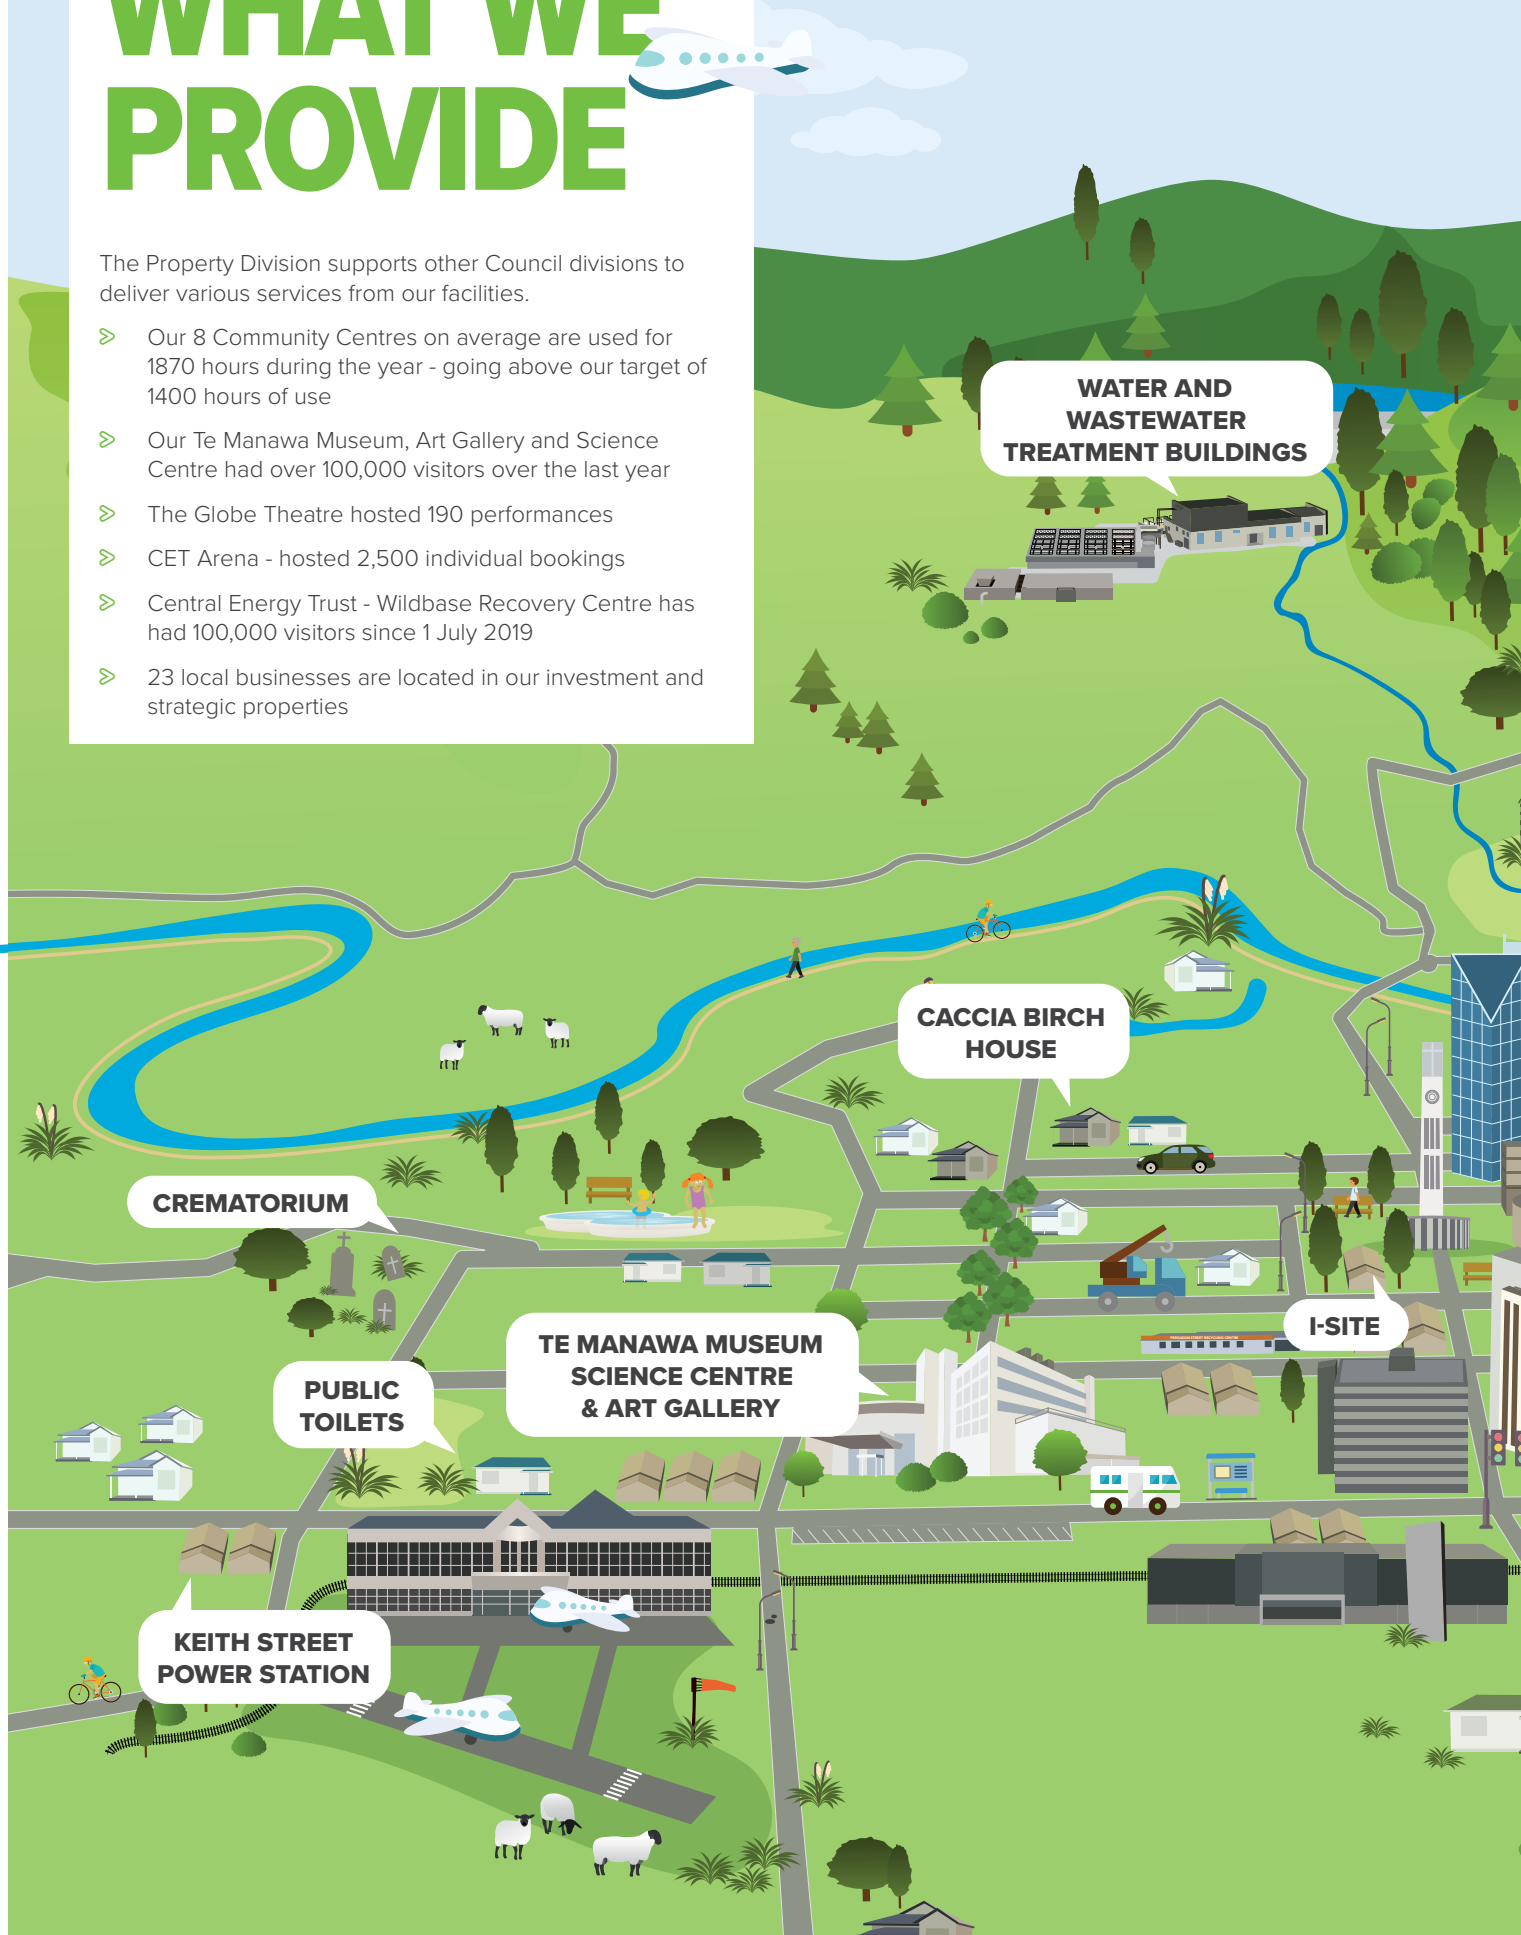 WHAT WE
PROVIDE
The Property Division supports other Council divisions to
deliver various services from our facilities.
Our 8 Community Centres on average are used for
1870 hours during the year - going above our target of
1400 hours of use
Our Te Manawa Museum, Art Gallery and Science
Centre had over 100,000 visitors over the last year
The Globe Theatre hosted 190 performances
CET Arena - hosted 2,500 individual bookings
Central Energy Trust - Wildbase Recovery Centre has
had 100,000 visitors since 1 July 2019
23 local businesses are located in our investment and
strategic properties
WATER AND
WASTEWATER
TREATMENT BUILDINGS
CACCIA BIRCH
HOUSE
CREMATORIUM
TE MANAWA MUSEUM
SCIENCE CENTRE
& ART GALLERY
I-SITE
FERGUSON STREET RECYCLING CENTRE
PUBLIC
TOILETS
KEITH STREET
POWER STATION